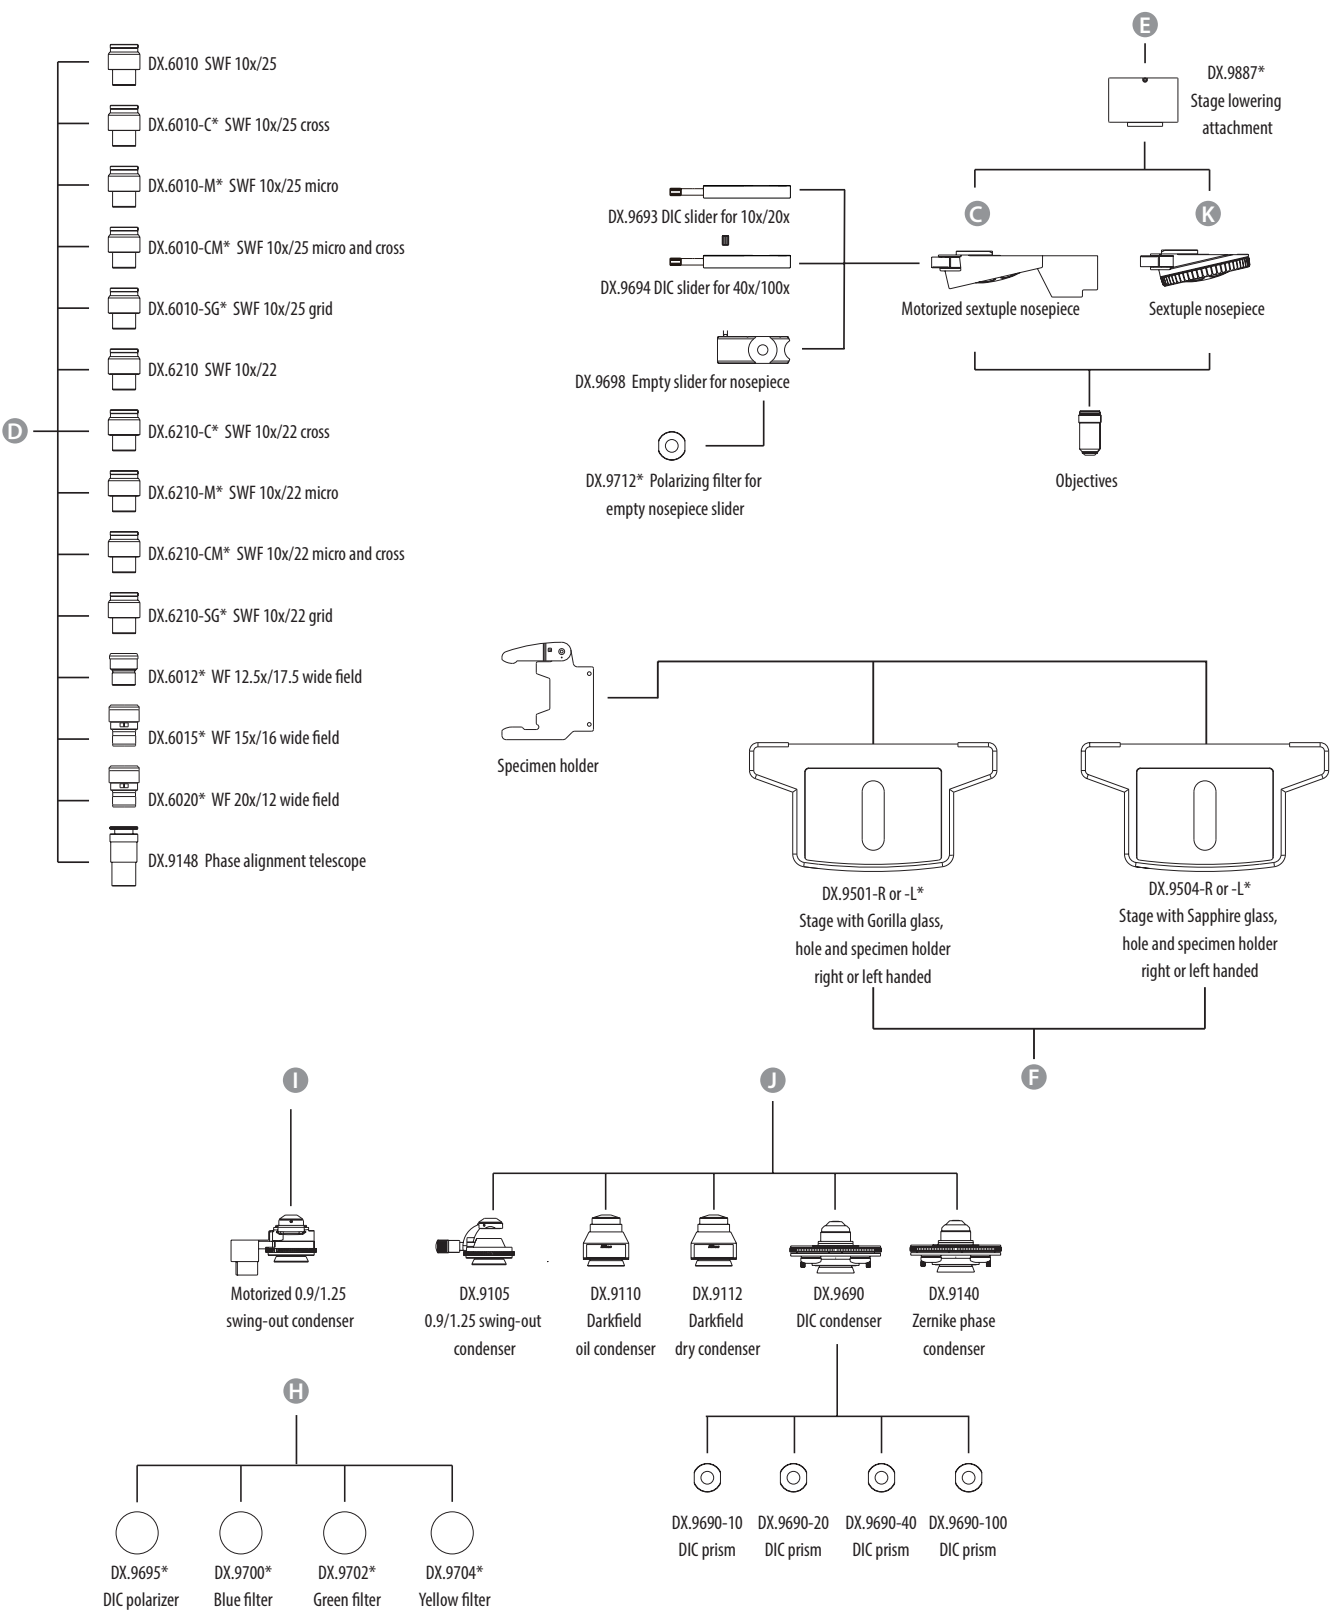 E
DX.9887*
Stage lowering
attachment
C
K
DX.9693 DIC slider for 10x/20x
DX.9694 DIC slider for 40x/100x
Motorized sextuple nosepiece
Sextuple nosepiece
DX.9698 Empty slider for nosepiece
DX.9712* Polarizing filter for
empty nosepiece slider
Objectives
D
DX.6010 SWF 10x/25
DX.6010-C* SWF 10x/25 cross
DX.6010-M* SWF 10x/25 micro
DX.6010-CM* SWF 10x/25 micro and cross
DX.6010-SG* SWF 10x/25 grid
DX.6210 SWF 10x/22
DX.6210-C* SWF 10x/22 cross
DX.6210-M* SWF 10x/22 micro
DX.6210-CM* SWF 10x/22 micro and cross
DX.6210-SG* SWF 10x/22 grid
DX.6012* WF 12.5x/17.5 wide field
DX.6015* WF 15x/16 wide field
DX.6020* WF 20x/12 wide field
DX.9148 Phase alignment telescope
Specimen holder
DX.9501-R or -L*
Stage with Gorilla glass,
hole and specimen holder
right or left handed
DX.9504-R or -L*
Stage with Sapphire glass,
hole and specimen holder
right or left handed
F
I
J
Motorized 0.9/1.25
swing-out condenser
DX.9105
0.9/1.25 swing-out
condenser
DX.9110
Darkfield
oil condenser
DX.9112
Darkfield
dry condenser
DX.9690
DIC condenser
DX.9140
Zernike phase
condenser
H
DX.9695*
DIC polarizer
DX.9700*
Blue filter
DX.9702*
Green filter
DX.9704*
Yellow filter
DX.9690-10
DIC prism
DX.9690-20
DIC prism
DX.9690-40
DIC prism
DX.9690-100
DIC prism